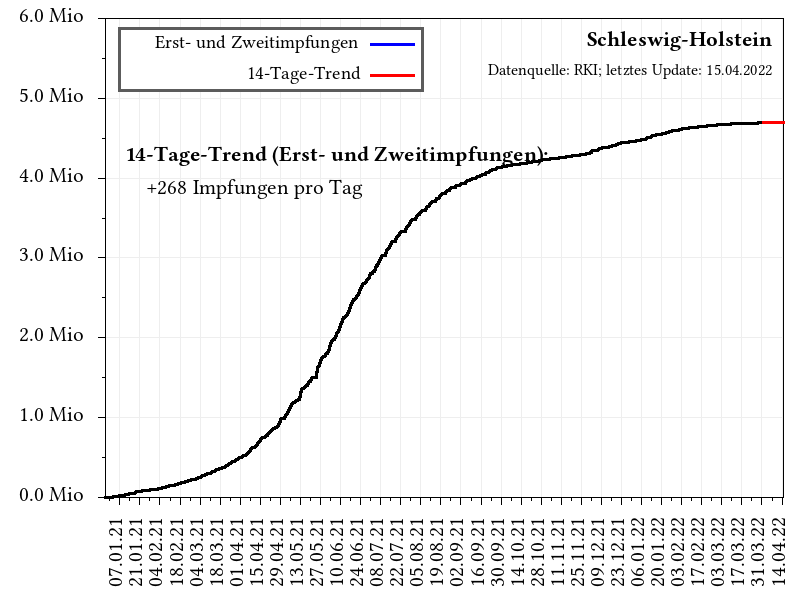 6.0 Mio
5.0 Mio
4.0 Mio
3.0 Mio
2.0 Mio
1.0 Mio
0.0 Mio
Erst- und Zweitimpfungen
14-Tage-Trend
Schleswig-Holstein
Datenquelle: RKI; letztes Update: 15.04.2022
14-Tage-Trend (Erst- und Zweitimpfungen):
+268 Impfungen pro Tag
07.01.21
21.01.21
04.02.21
18.02.21
04.03.21
18.03.21
01.04.21
15.04.21
29.04.21
13.05.21
27.05.21
10.06.21
24.06.21
08.07.21
22.07.21
05.08.21
19.08.21
02.09.21
16.09.21
30.09.21
14.10.21
28.10.21
11.11.21
25.11.21
09.12.21
23.12.21
06.01.22
20.01.22
03.02.22
17.02.22
03.03.22
17.03.22
31.03.22
14.04.22